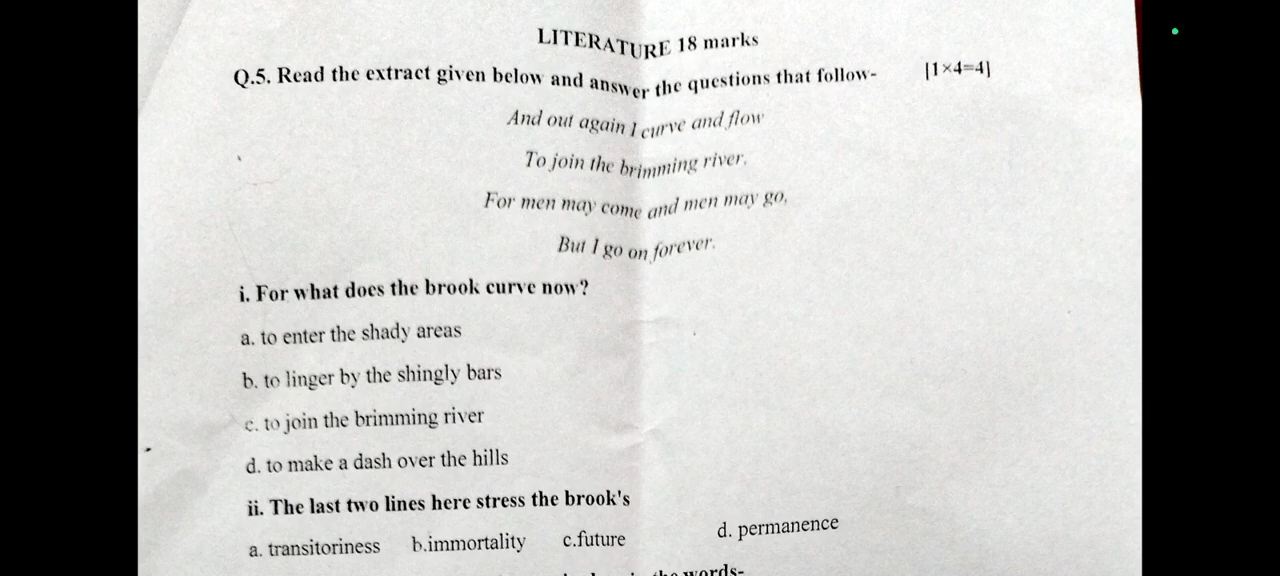 LITERATURE 18 marks
Q.5. Read the extract given below and answer the questions that follow- [1×4=4]
And out again I curve and flow
To join the brimming river,
For men may come and men may go,
But I go on forever.
i. For what does the brook curve now?
a. to enter the shady areas
b. to linger by the shingly bars
c. to join the brimming river
d. to make a dash over the hills
ii. The last two lines here stress the brook's
a. transitoriness b.immortality c.future d. permanence
the words-